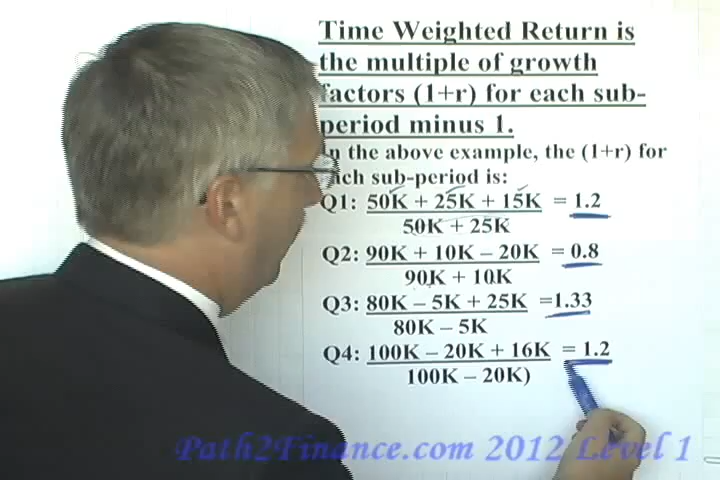 Time Weighted Return is
the multiple of growth
factors (1+r) for each sub-
period minus 1.
n the above example, the (1+r) for
ch sub-period is:
Q1: 50K + 25K + 15K = 1.2
50K + 25K
Q2: 90K + 10K – 20K = 0.8
90K + 10K
Q3: 80K – 5K + 25K =1.33
80K – 5K
Q4: 100K – 20K + 16K = 1.2
100K – 20K)
Path2Finance.com 2012 Level 1